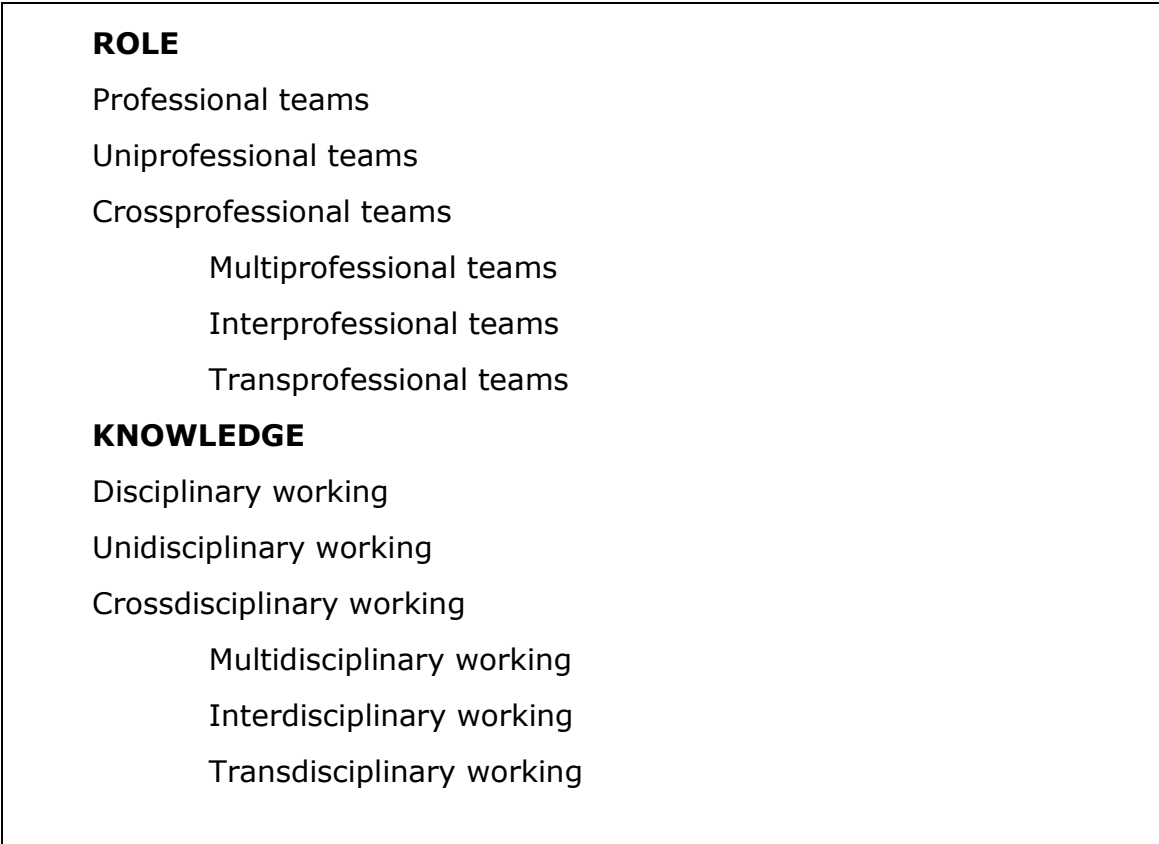 ROLE
Professional teams
Uniprofessional teams
Crossprofessional teams
Multiprofessional teams
Interprofessional teams
Transprofessional teams
KNOWLEDGE
Disciplinary working
Unidisciplinary working
Crossdisciplinary working
Multidisciplinary working
Interdisciplinary working
Transdisciplinary working